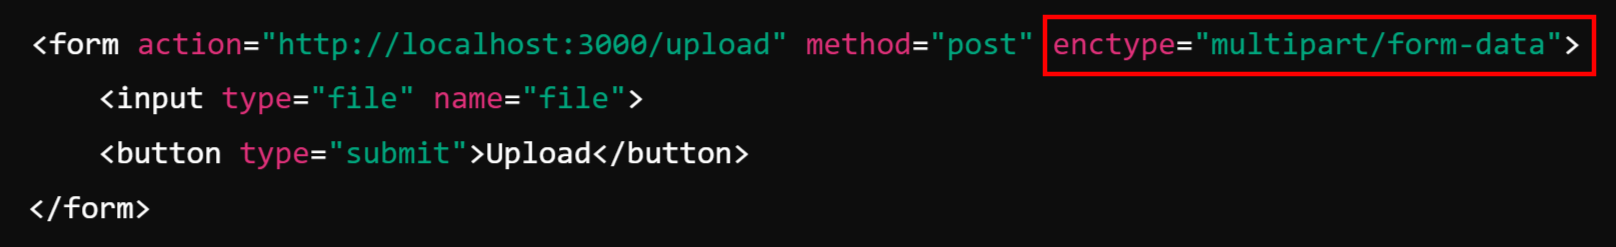 <form action="http://localhost:3000/upload" method="post" enctype="multipart/form-data">
    <input type="file" name="file">
    <button type="submit">Upload</button>
</form>